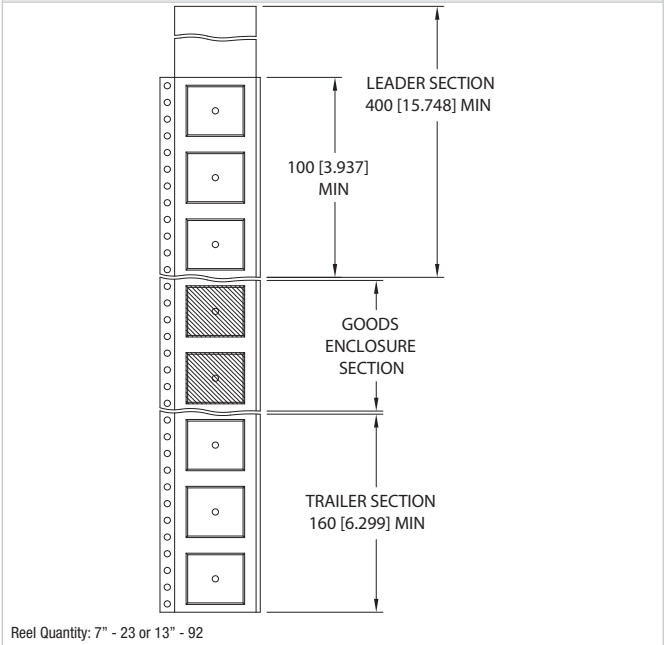 LEADER SECTION
400 [15.748] MIN
100 [3.937]
MIN
GOODS
ENCLOSURE
SECTION
TRAILER SECTION
160 [6.299] MIN
Reel Quantity: 7" - 23 or 13" - 92